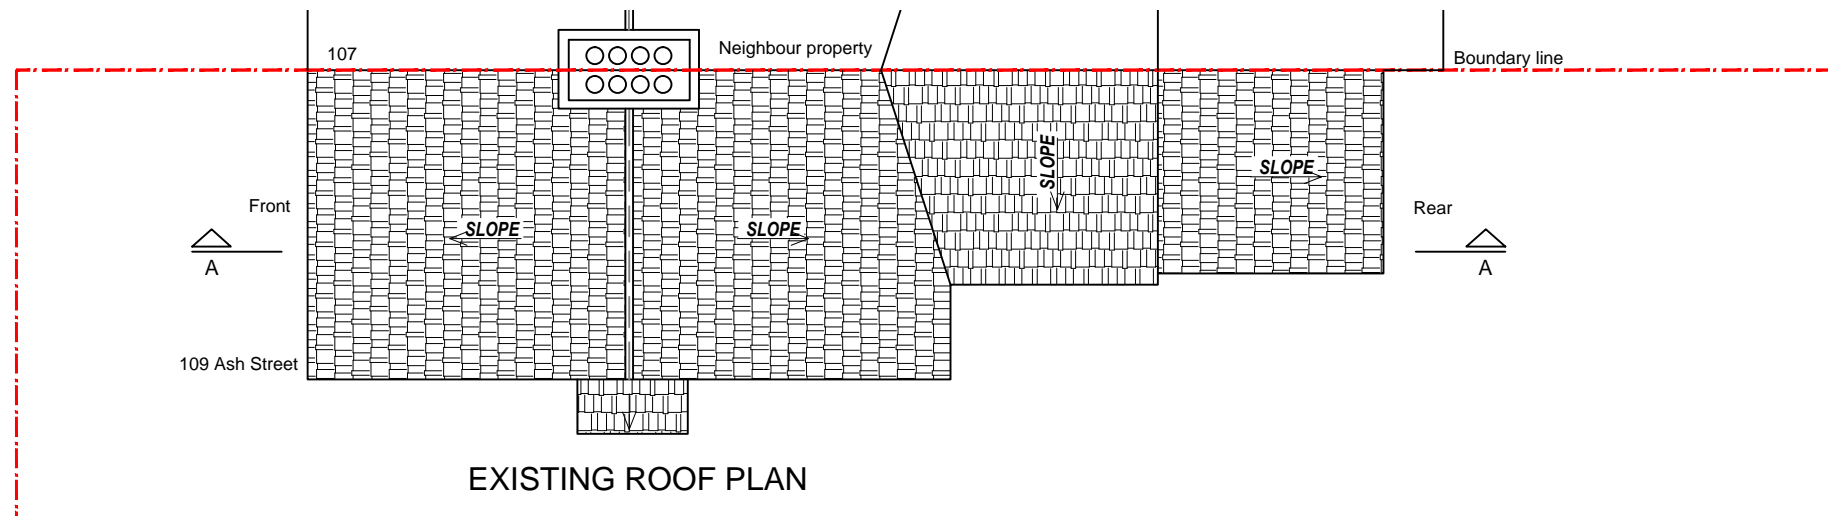 107
Neighbour property
Boundary line
SLOPE
SLOPE
Front
Rear
SLOPE
SLOPE
A
A
109 Ash Street
EXISTING ROOF PLAN